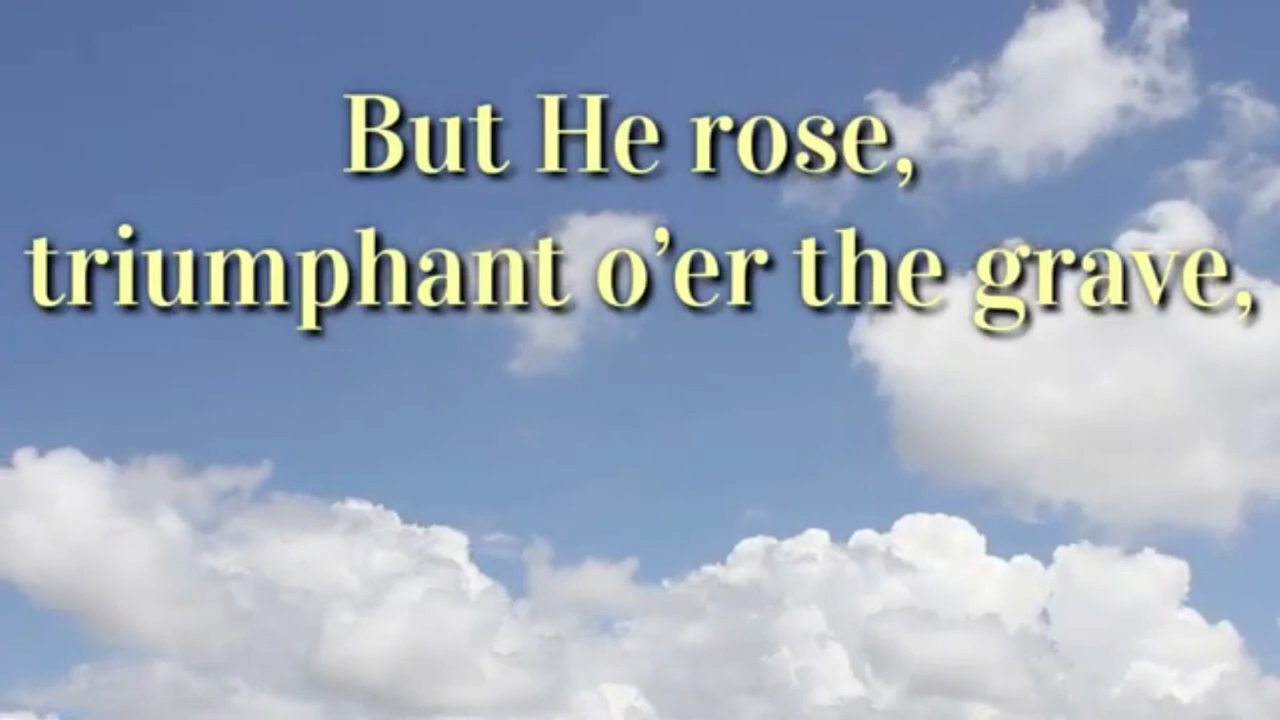 But He rose,
triumphant o’er the grave,